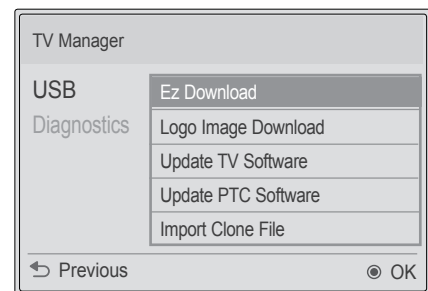 TV Manager
USB
Diagnostics
Ez Download
Logo Image Download
Update TV Software
Update PTC Software
Import Clone File
Previous
OK